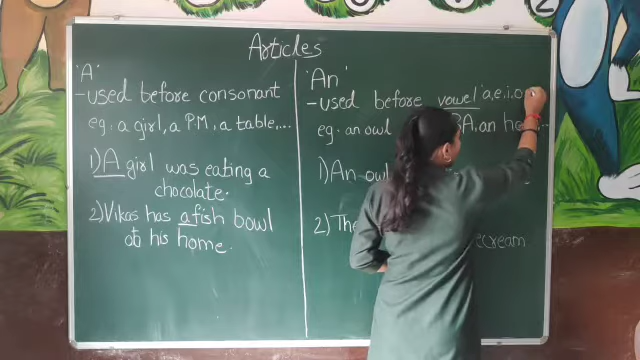 Articles
'A'
-used before consonant
eg. a girl, a PM, a table,...
1) A girl was eating a
chocolate.
2) Vikas has a fish bowl
at his home.
'An'
-used before vowel 'a,e,i,o
eg. an owl
1) An owl
2) The
icecream